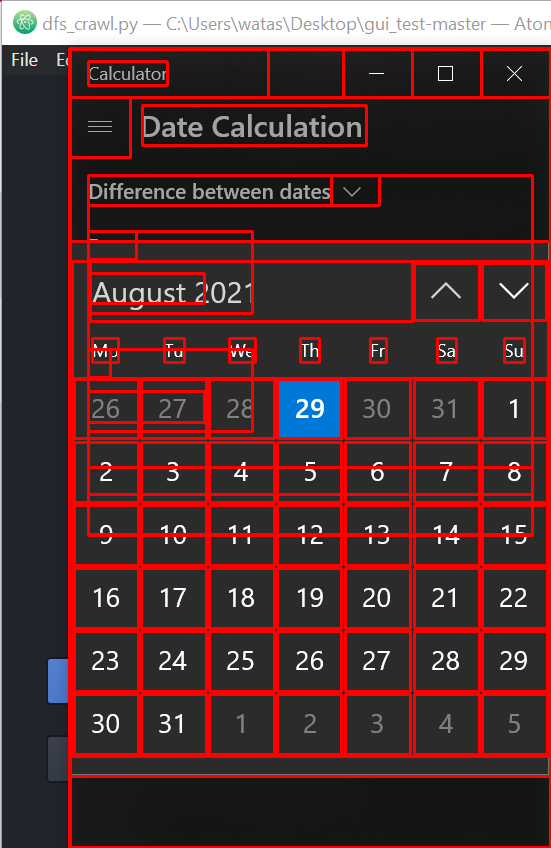 dfs_crawl.py — C:\Users\watas\Desktop\gui_test-master — Atom
File
Calculator
Date Calculation
Difference between dates
August 2021
Mo Tu We Th Fr Sa Su
26 27 28 29 30 31 1
2 3 4 5 6 7 8
9 10 11 12 13 14 15
16 17 18 19 20 21 22
23 24 25 26 27 28 29
30 31 1 2 3 4 5